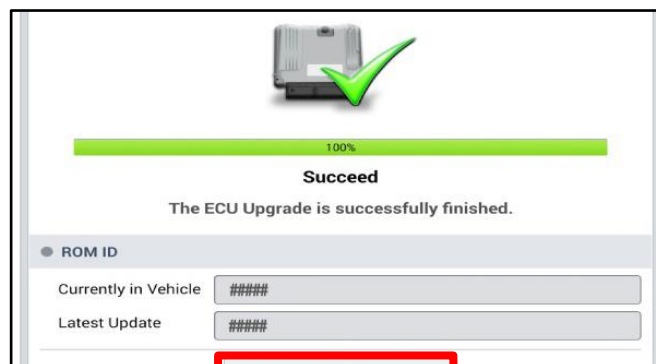 100%
Succeed
The ECU Upgrade is successfully finished.
ROM ID
Currently in Vehicle #####
Latest Update #####